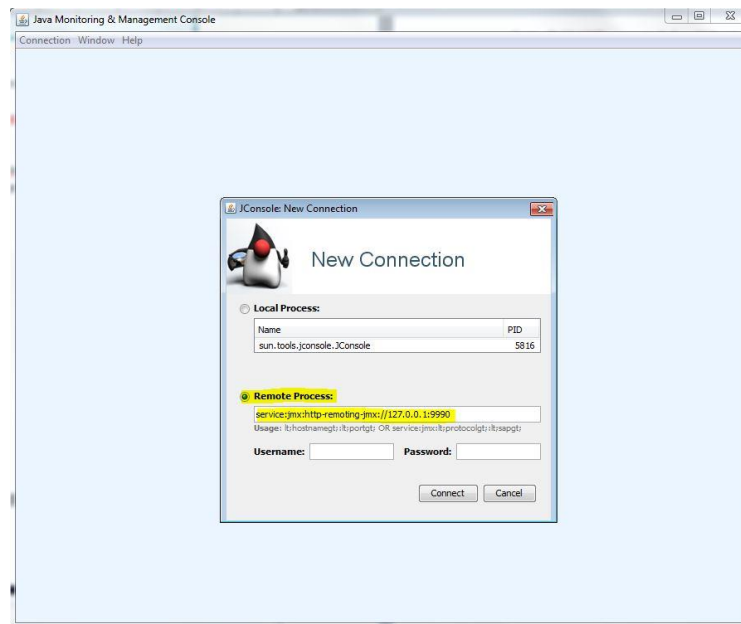 Java Monitoring & Management Console
Connection Window Help
JConsole: New Connection
New Connection
Local Process:
Name PID
sun.tools.jconsole.JConsole 5816
Remote Process:
service:jmx:http-remoting-jmx://127.0.0.1:9990
Usage: lt;hostnamegt;:lt;portgt; OR service:jmx:lt;protocolgt;:lt;sapgt;
Username: Password:
Connect Cancel